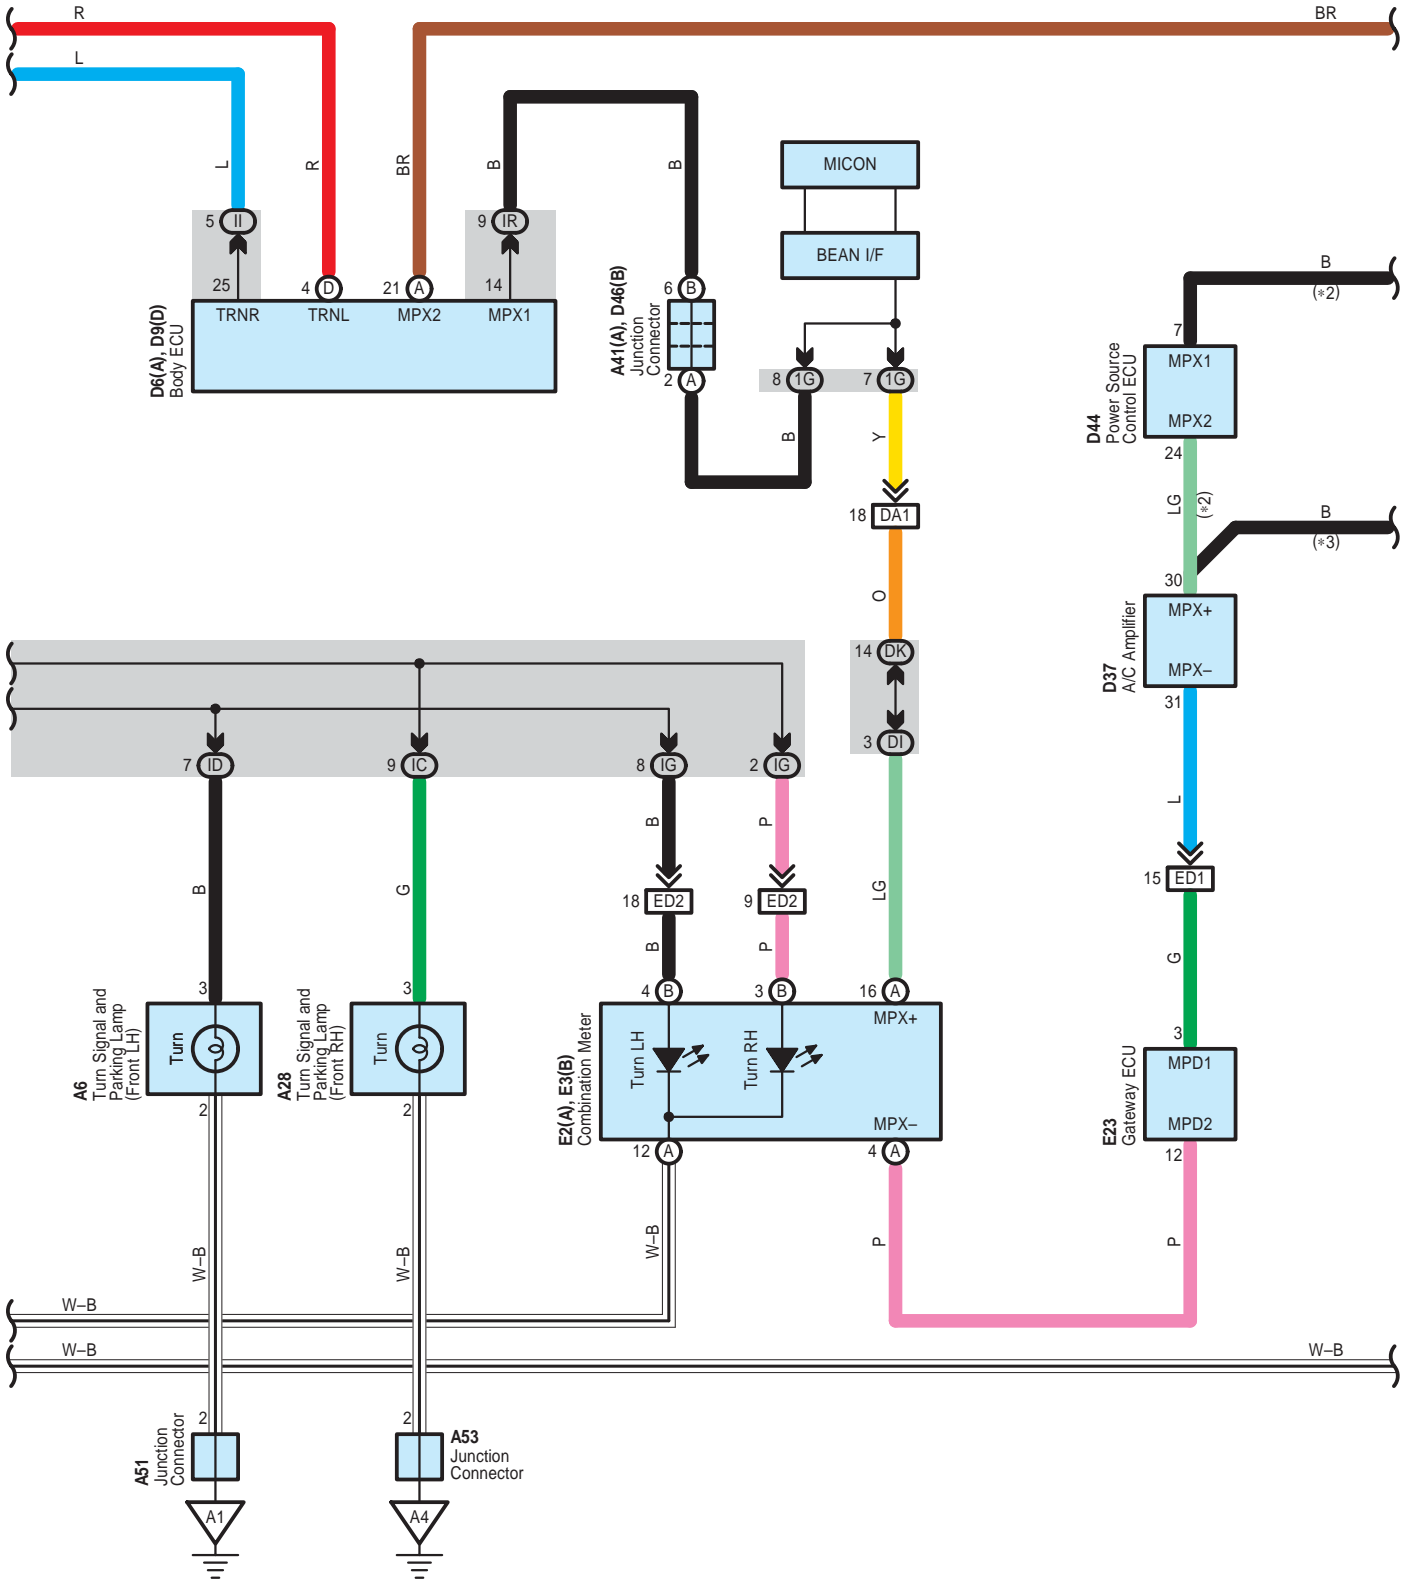 R
BR
L
L
R
BR
B
B
MICON
BEAN I/F
5 II
9 IR
25
4 D
21 A
14
TRNR
TRNL
MPX2
MPX1
D6(A), D9(D)
Body ECU
6 B
A41(A), D46(B)
Junction
Connector
2 A
8 1G
7 1G
B
Y
18 DA1
O
14 DK
3 DI
LG
B
(∗2)
7
MPX1
MPX2
D44
Power Source
Control ECU
24
LG
(∗2)
B
(∗3)
30
MPX+
MPX–
D37
A/C Amplifier
31
L
15 ED1
G
3
MPD1
MPD2
E23
Gateway ECU
12
P
7 ID
9 IC
8 IG
2 IG
B
G
B
P
18 ED2
9 ED2
B
P
3
3
4 B
3 B
16 A
MPX+
Turn
Turn
Turn LH
Turn RH
MPX–
A6
Turn Signal and
Parking Lamp
(Front LH)
A28
Turn Signal and
Parking Lamp
(Front RH)
E2(A), E3(B)
Combination Meter
2
2
12 A
4 A
W–B
W–B
W–B
P
W–B
W–B
W–B
2
2
A51
Junction
Connector
A53
Junction
Connector
A1
A4